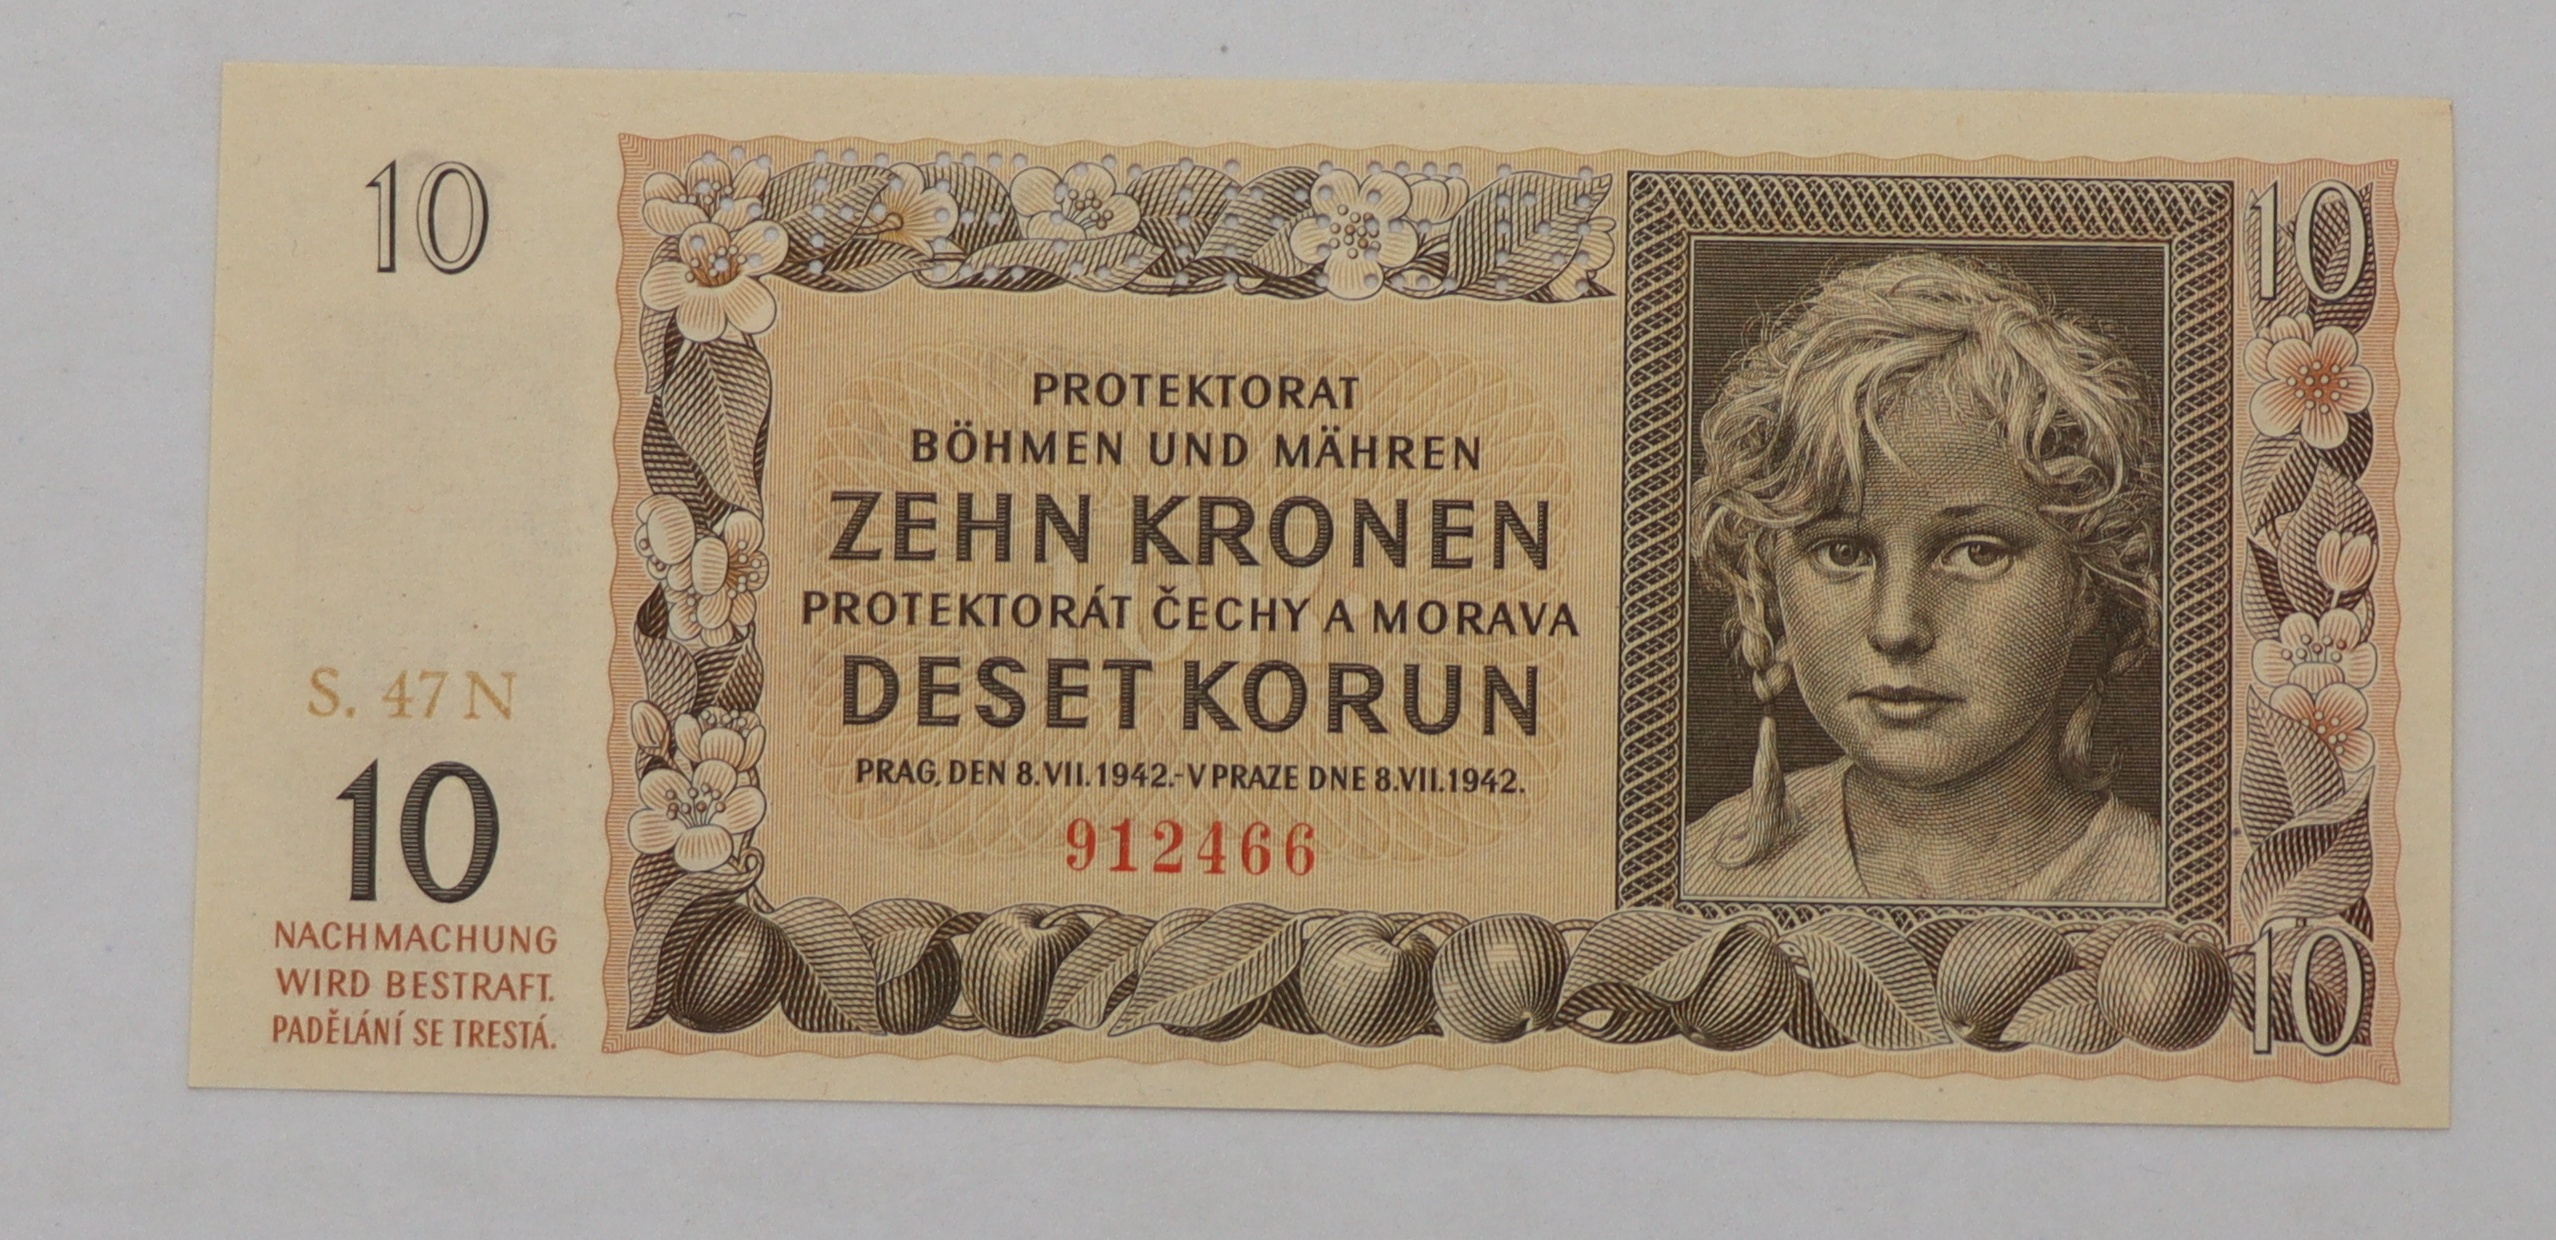 10
10
PROTEKTORAT
BÖHMEN UND MÄHREN
ZEHN KRONEN
PROTEKTORÁT ČECHY A MORAVA
DESET KORUN
PRAG, DEN 8.VII.1942.-V PRAZE DNE 8.VII.1942.
912466
S. 47 N
10
NACHMACHUNG
WIRD BESTRAFT.
PADĚLÁNÍ SE TRESTÁ.
10